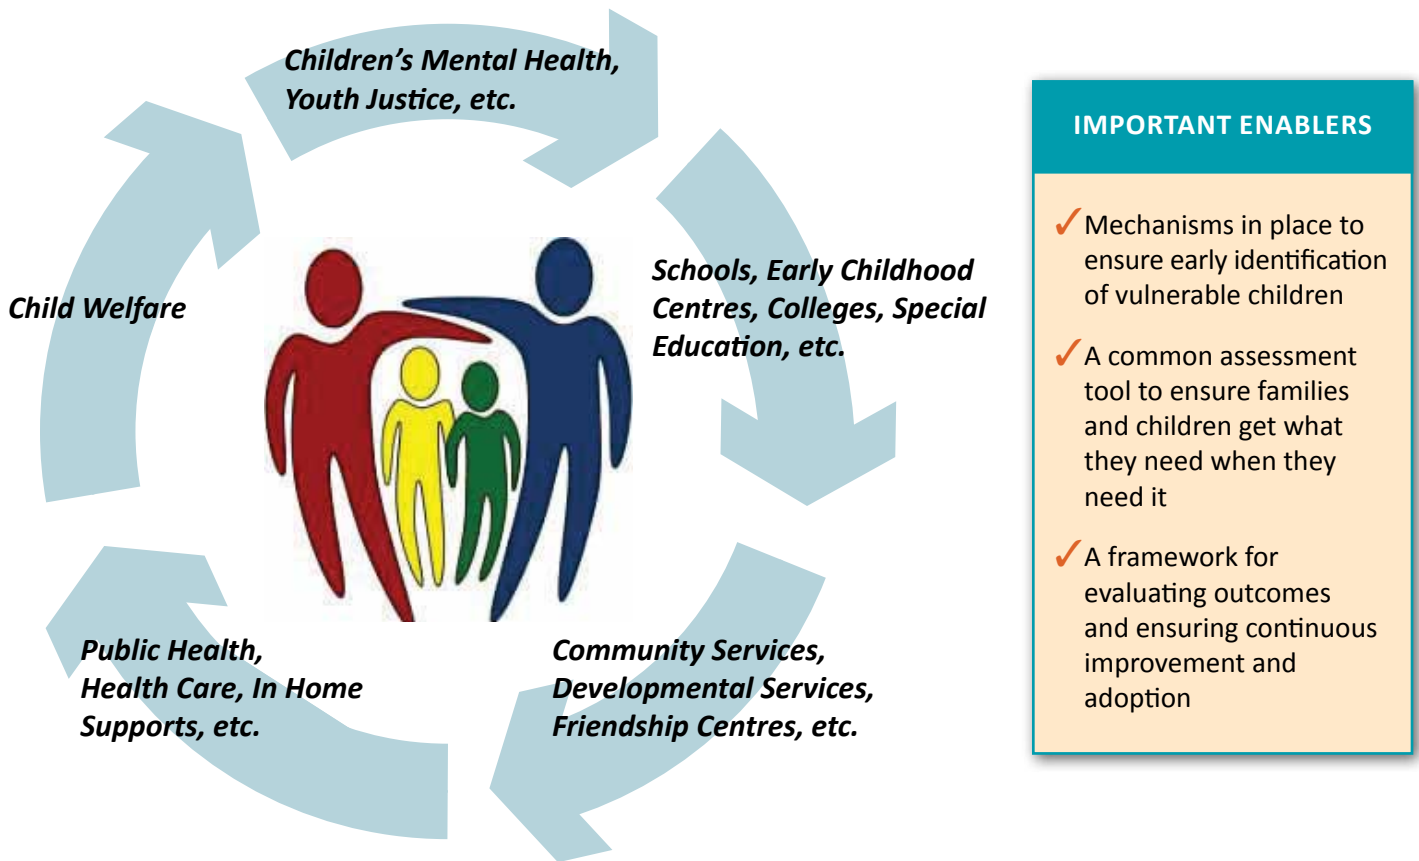 Children’s Mental Health,
Youth Justice, etc.
Schools, Early Childhood
Centres, Colleges, Special
Education, etc.
Community Services,
Developmental Services,
Friendship Centres, etc.
Public Health,
Health Care, In Home
Supports, etc.
Child Welfare
IMPORTANT ENABLERS
✓ Mechanisms in place to
ensure early identification
of vulnerable children
✓ A common assessment
tool to ensure families
and children get what
they need when they
need it
✓ A framework for
evaluating outcomes
and ensuring continuous
improvement and
adoption